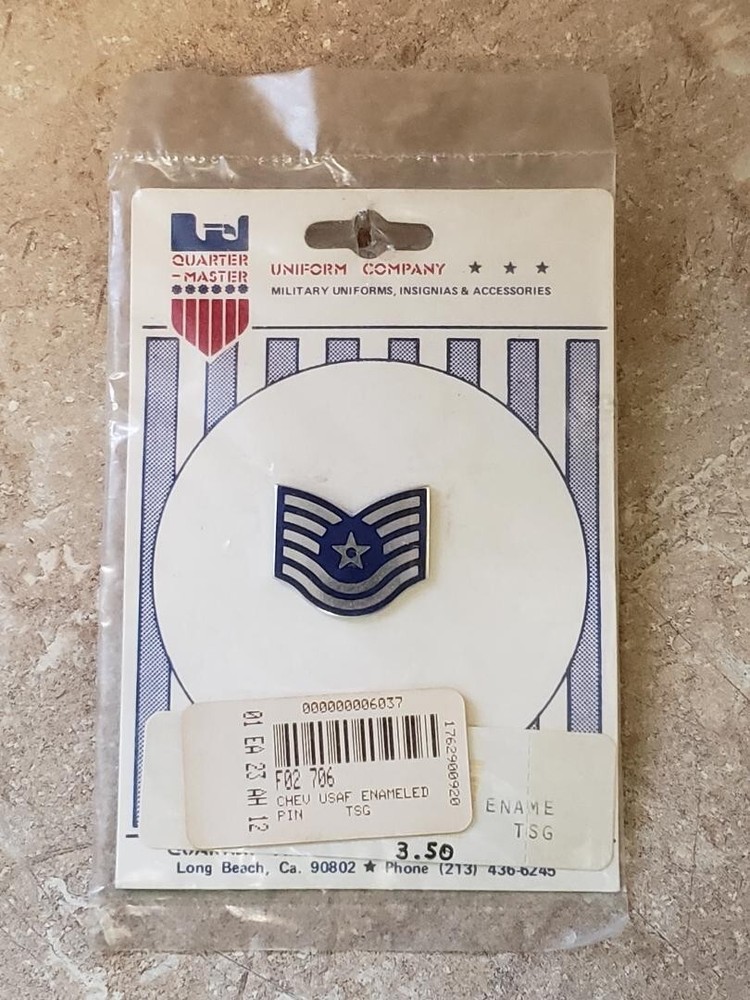 QUARTER
-MASTER
UNIFORM COMPANY ★ ★ ★
MILITARY UNIFORMS, INSIGNIAS & ACCESSORIES
000000006037
01 EA 23 AH 12
1762900920
F02 706
CHEV USAF ENAMELED
PIN TSG
ENAME
TSG
3.50
Long Beach, Ca. 90802 ★ Phone (213) 436-6245